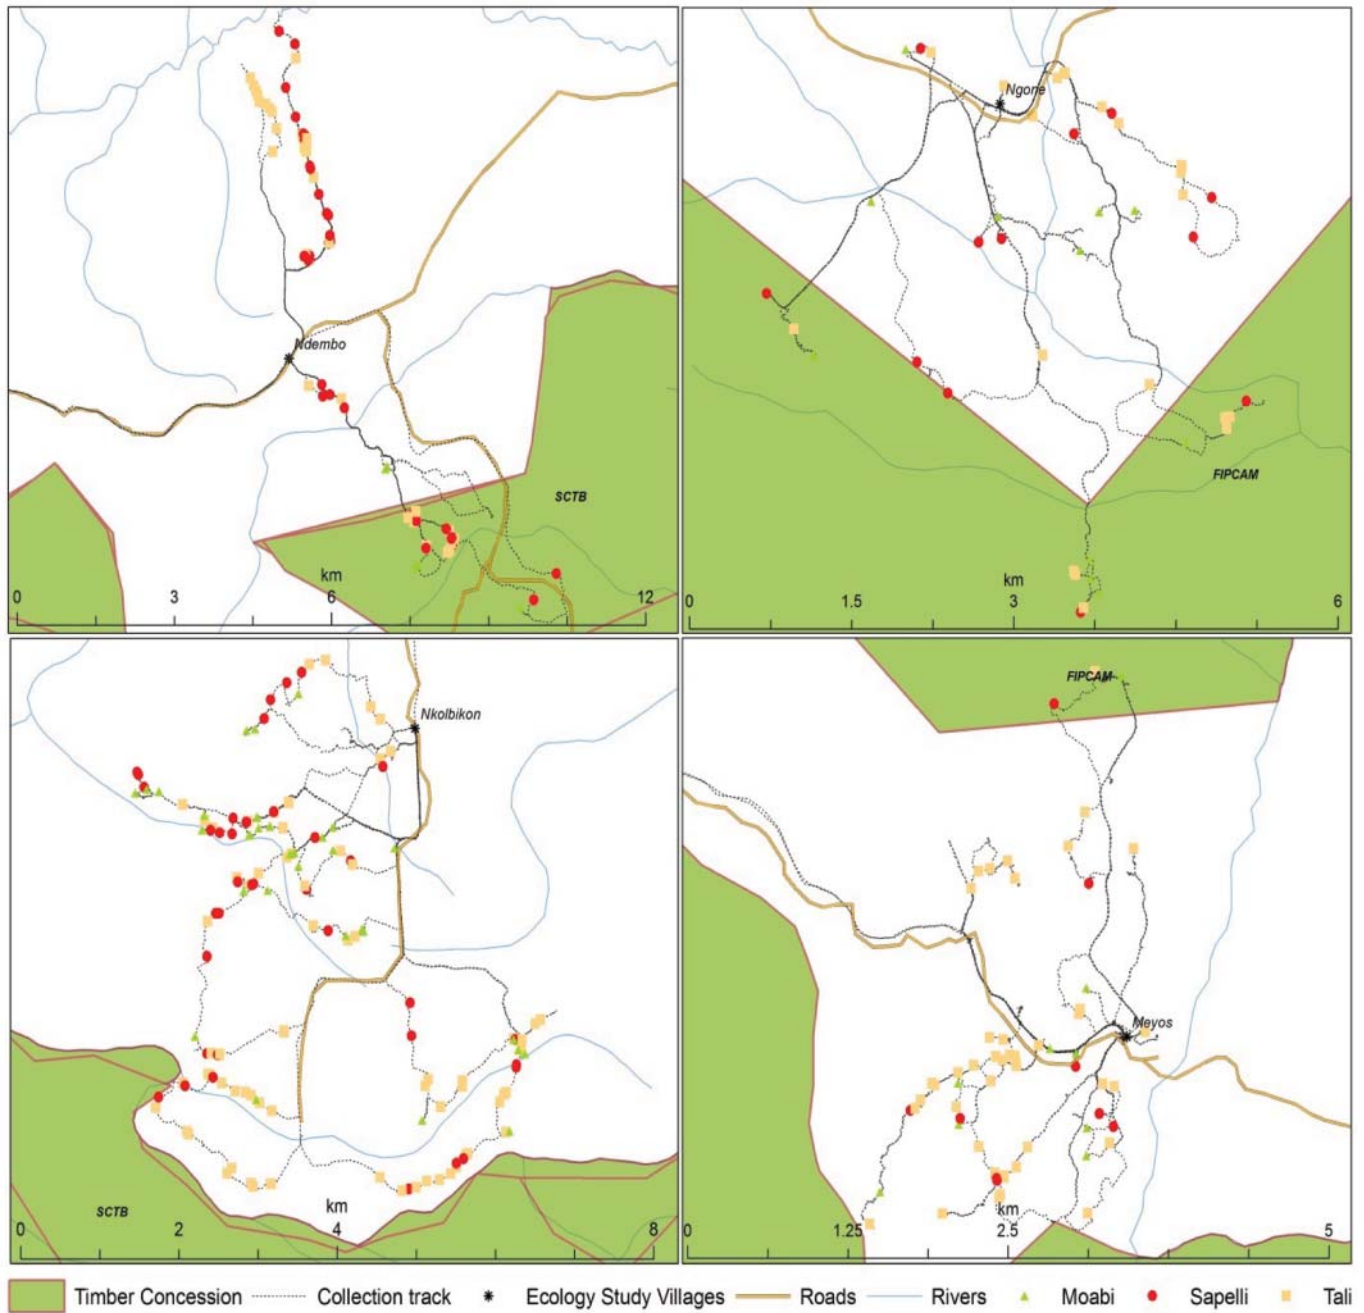 Ndembo
SCTB
km
0 3 6 12
Ngone
FIPCAM
km
0 1.5 3 6
Nkolbikon
SCTB
km
0 2 4 8
FIPCAM
Meyos
km
0 1.25 2.5 5
Timber Concession Collection track Ecology Study Villages Roads Rivers Moabi Sapelli Tali